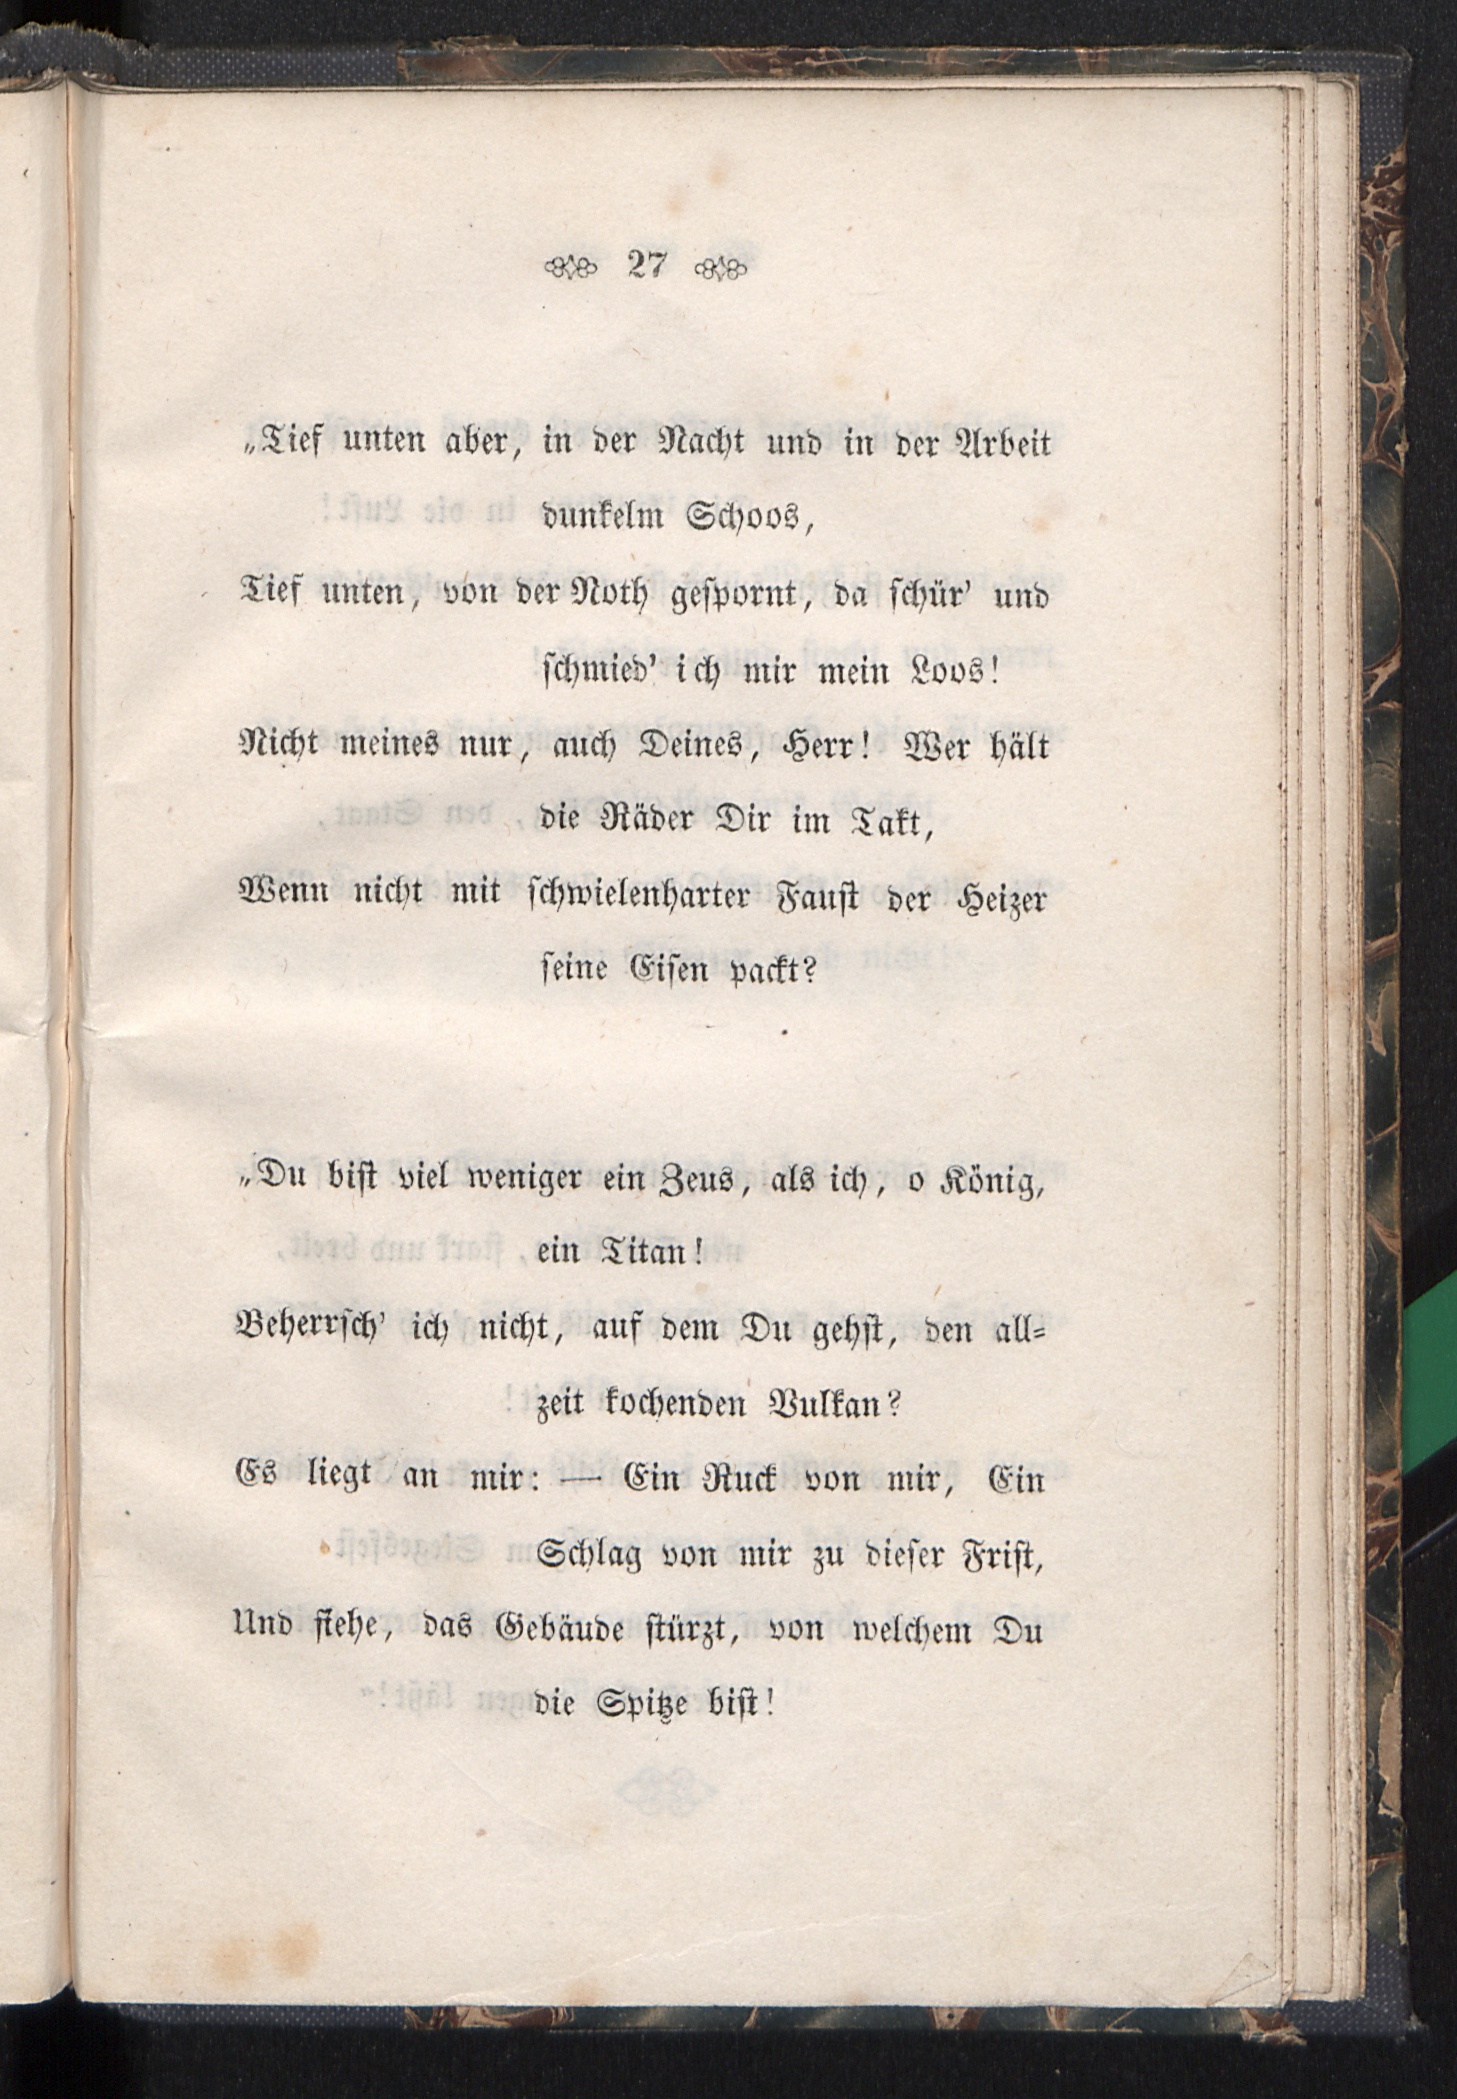 27
„Tief unten aber, in der Nacht und in der Arbeit
dunkelm Schoos,
Tief unten, von der Noth gespornt, da schür' und
schmied' ich mir mein Loos!
Nicht meines nur, auch Deines, Herr! Wer hält
die Räder Dir im Takt,
Wenn nicht mit schwielenharter Faust der Heizer
seine Eisen packt?
„Du bist viel weniger ein Zeus, als ich, o König,
ein Titan!
Beherrsch' ich nicht, auf dem Du gehst, den all-
zeit kochenden Vulkan?
Es liegt an mir: — Ein Ruck von mir, Ein
Schlag von mir zu dieser Frist,
Und siehe, das Gebäude stürzt, von welchem Du
die Spitze bist!